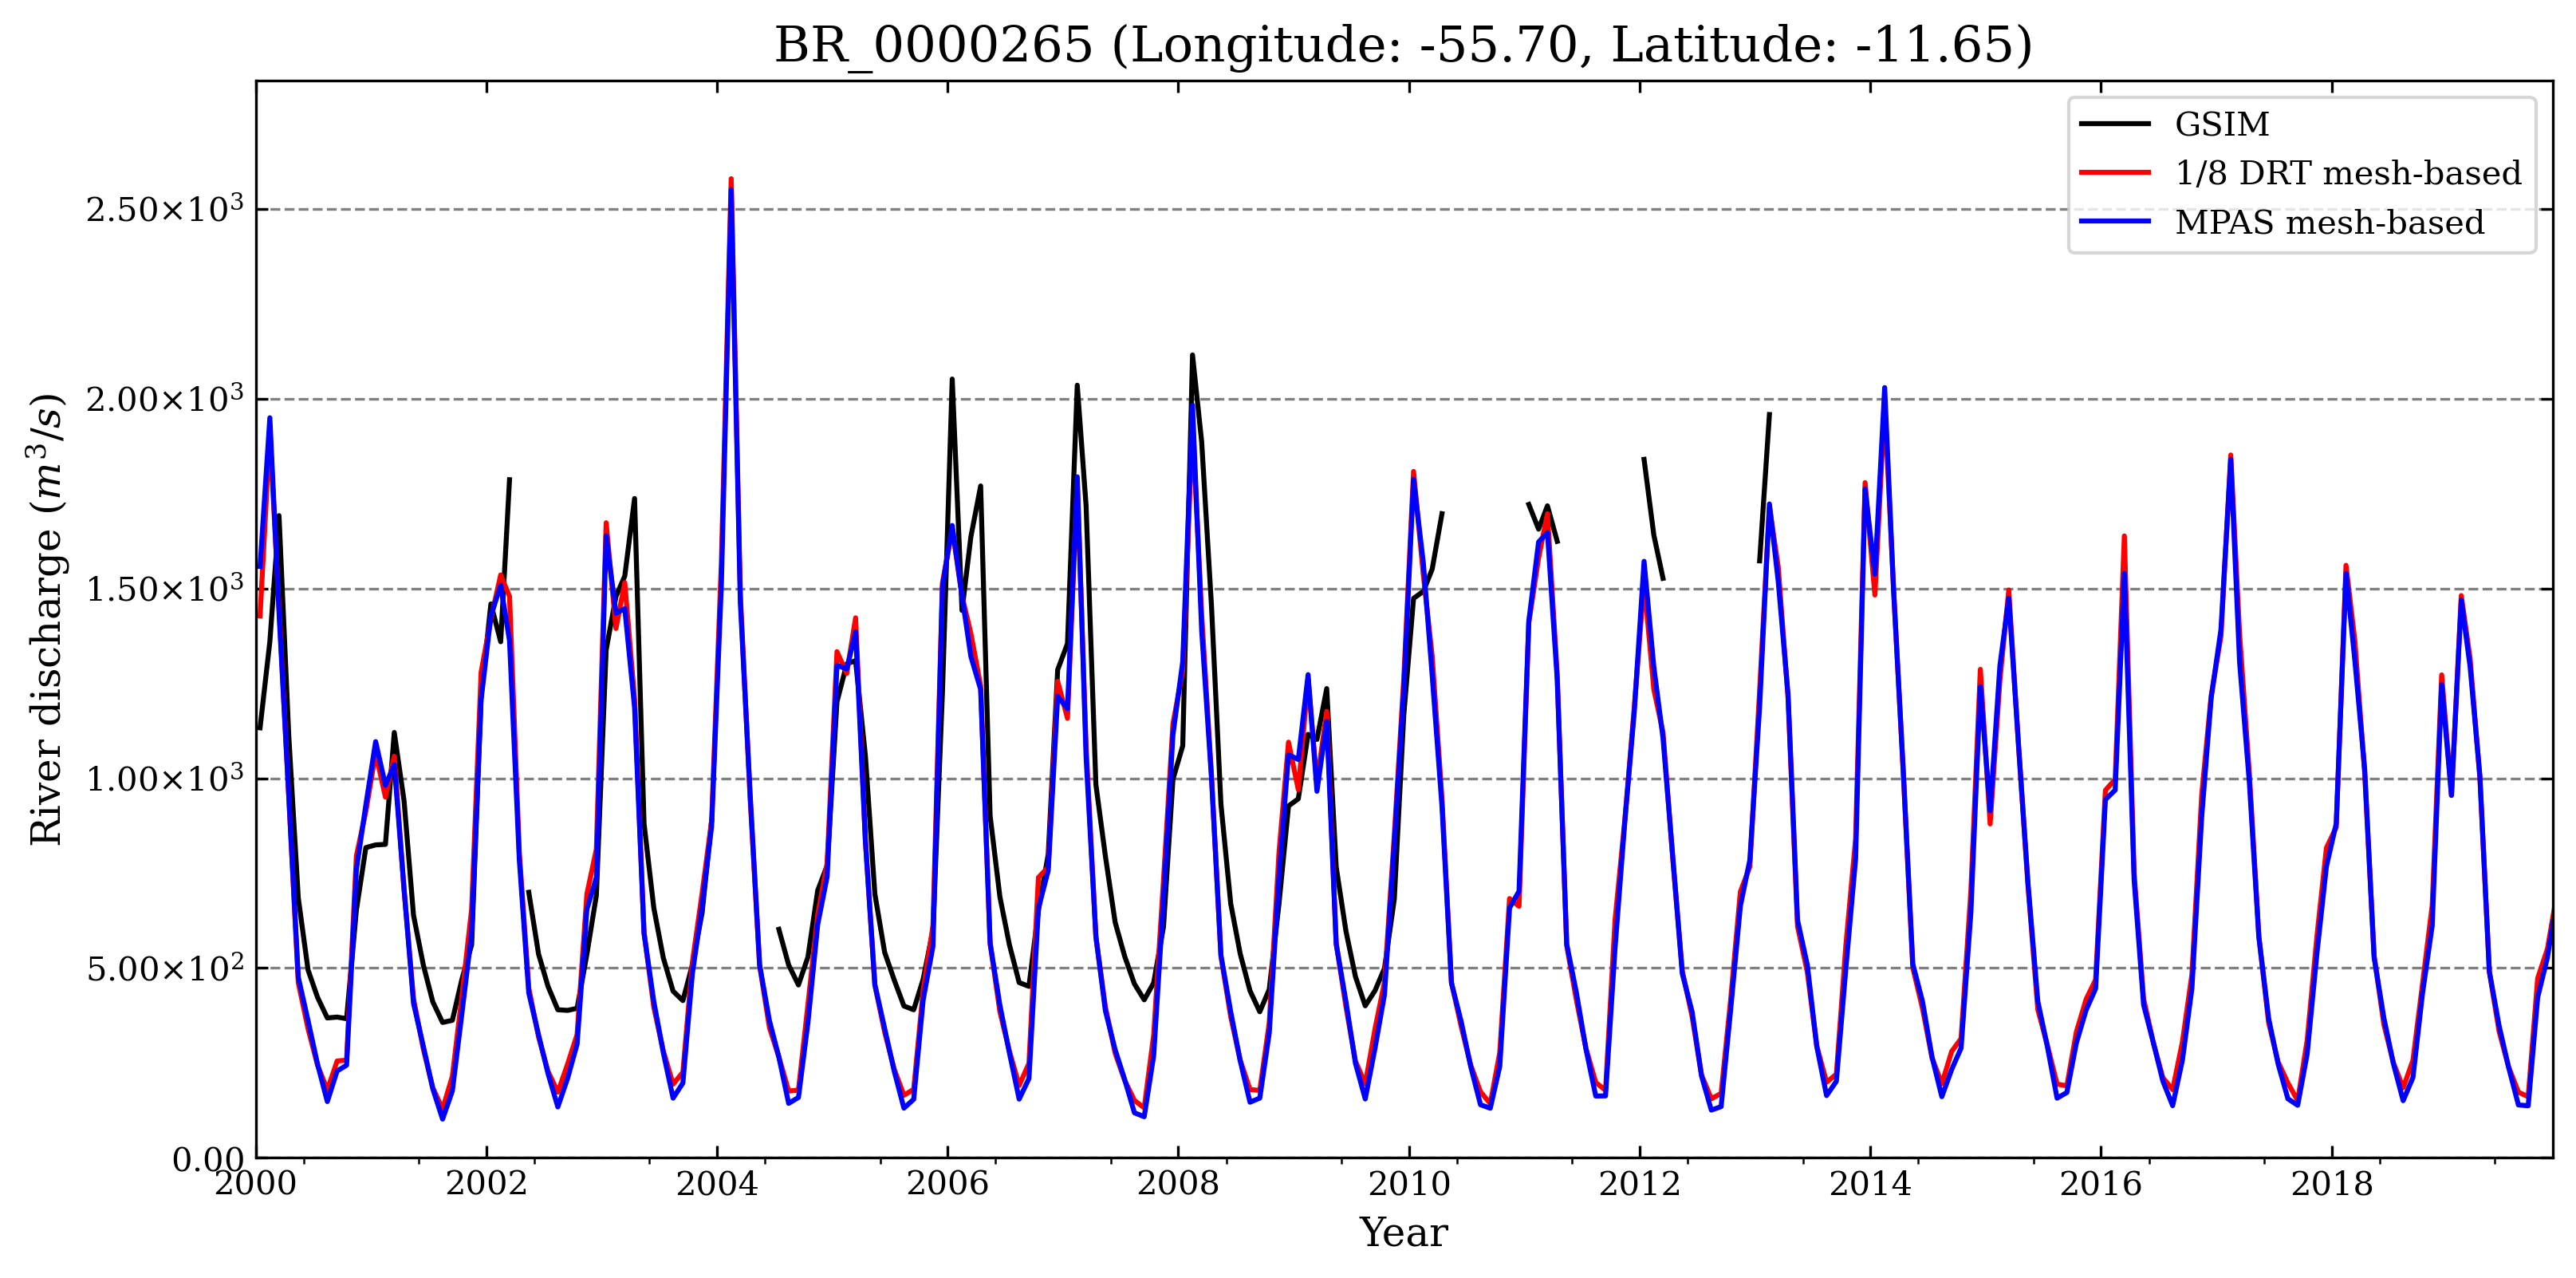 BR_0000265 (Longitude: -55.70, Latitude: -11.65)
GSIM
1/8 DRT mesh-based
MPAS mesh-based
River discharge (m³/s)
2.50×10³
2.00×10³
1.50×10³
1.00×10³
5.00×10²
0.00
2000 2002 2004 2006 2008 2010 2012 2014 2016 2018
Year